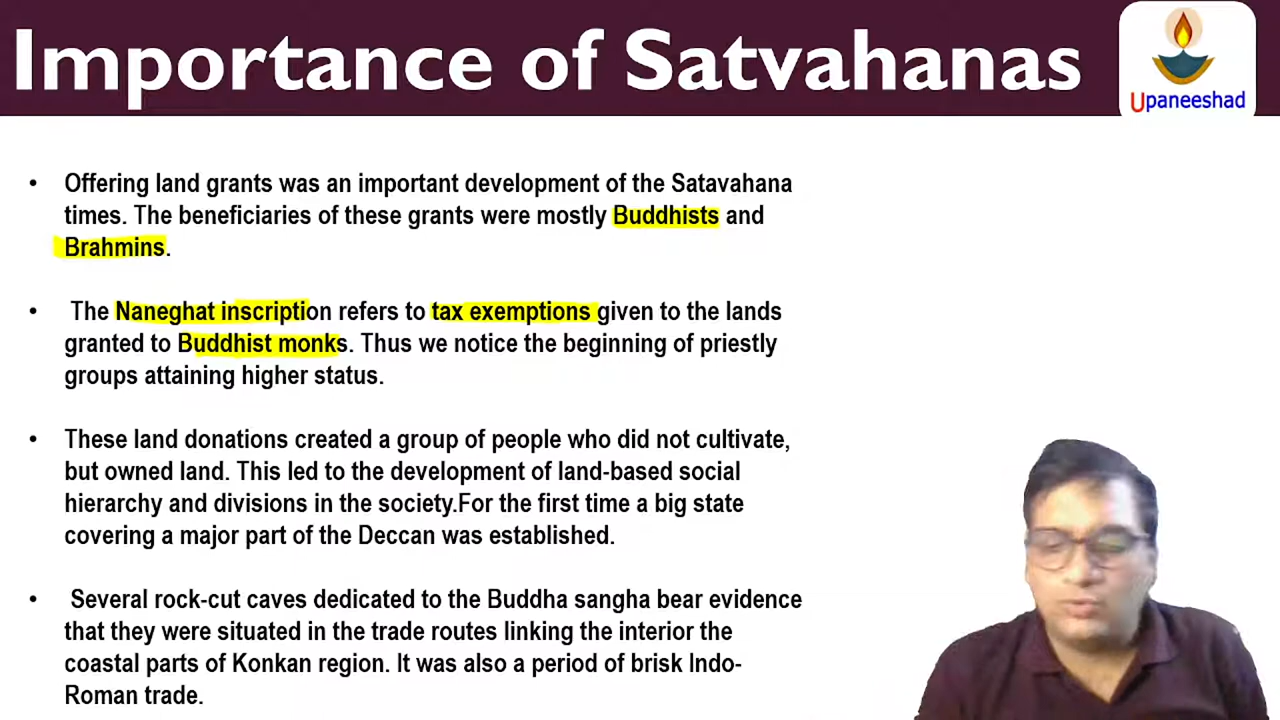 Importance of Satvahanas
Upaneeshad
• Offering land grants was an important development of the Satavahana
times. The beneficiaries of these grants were mostly Buddhists and
Brahmins.
• The Naneghat inscription refers to tax exemptions given to the lands
granted to Buddhist monks. Thus we notice the beginning of priestly
groups attaining higher status.
• These land donations created a group of people who did not cultivate,
but owned land. This led to the development of land-based social
hierarchy and divisions in the society.For the first time a big state
covering a major part of the Deccan was established.
• Several rock-cut caves dedicated to the Buddha sangha bear evidence
that they were situated in the trade routes linking the interior the
coastal parts of Konkan region. It was also a period of brisk Indo-
Roman trade.